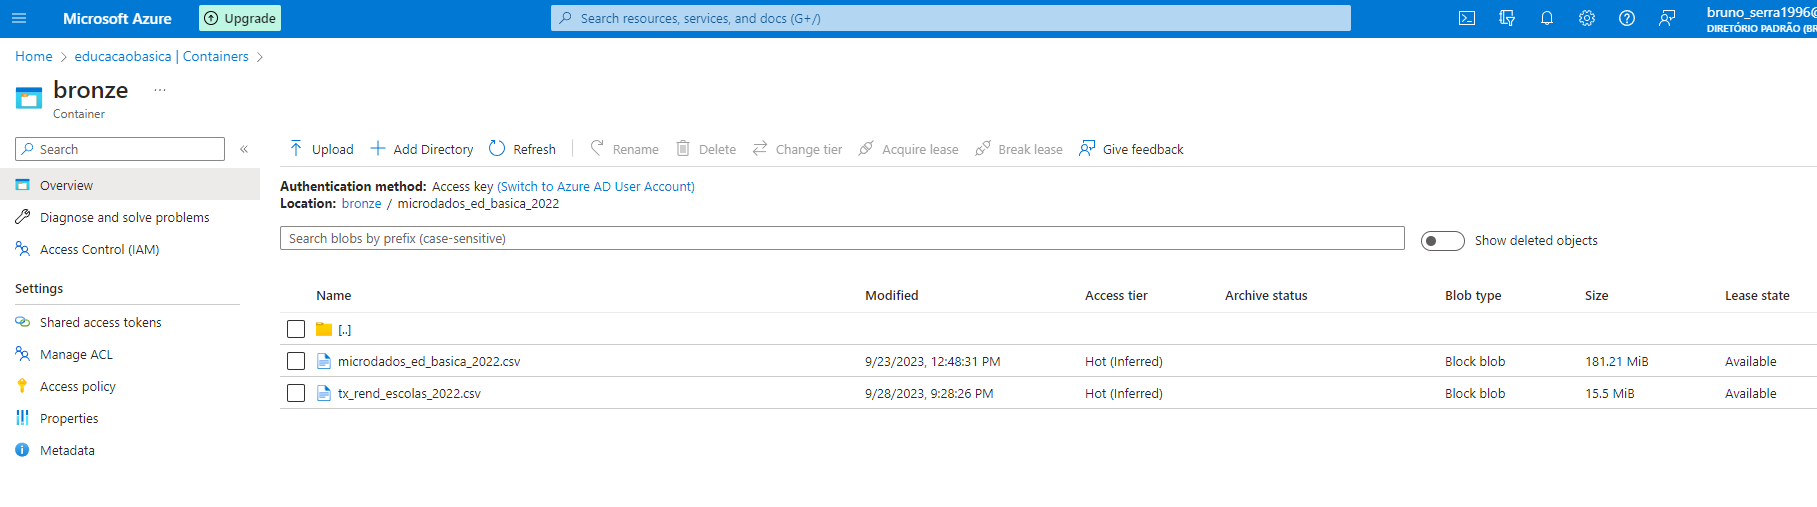 Microsoft Azure
Upgrade
Search resources, services, and docs (G+/)
bruno_serra1996@
DIRETÓRIO PADRÃO (BR
Home > educacaobasica | Containers >
bronze ...
Container
Search
«
Upload Add Directory Refresh Rename Delete Change tier Acquire lease Break lease Give feedback
Overview
Diagnose and solve problems
Access Control (IAM)
Settings
Shared access tokens
Manage ACL
Access policy
Properties
Metadata
Authentication method: Access key (Switch to Azure AD User Account)
Location: bronze / microdados_ed_basica_2022
Search blobs by prefix (case-sensitive)
Show deleted objects
Name Modified Access tier Archive status Blob type Size Lease state
[..]
microdados_ed_basica_2022.csv 9/23/2023, 12:48:31 PM Hot (Inferred) Block blob 181.21 MiB Available
tx_rend_escolas_2022.csv 9/28/2023, 9:28:26 PM Hot (Inferred) Block blob 15.5 MiB Available